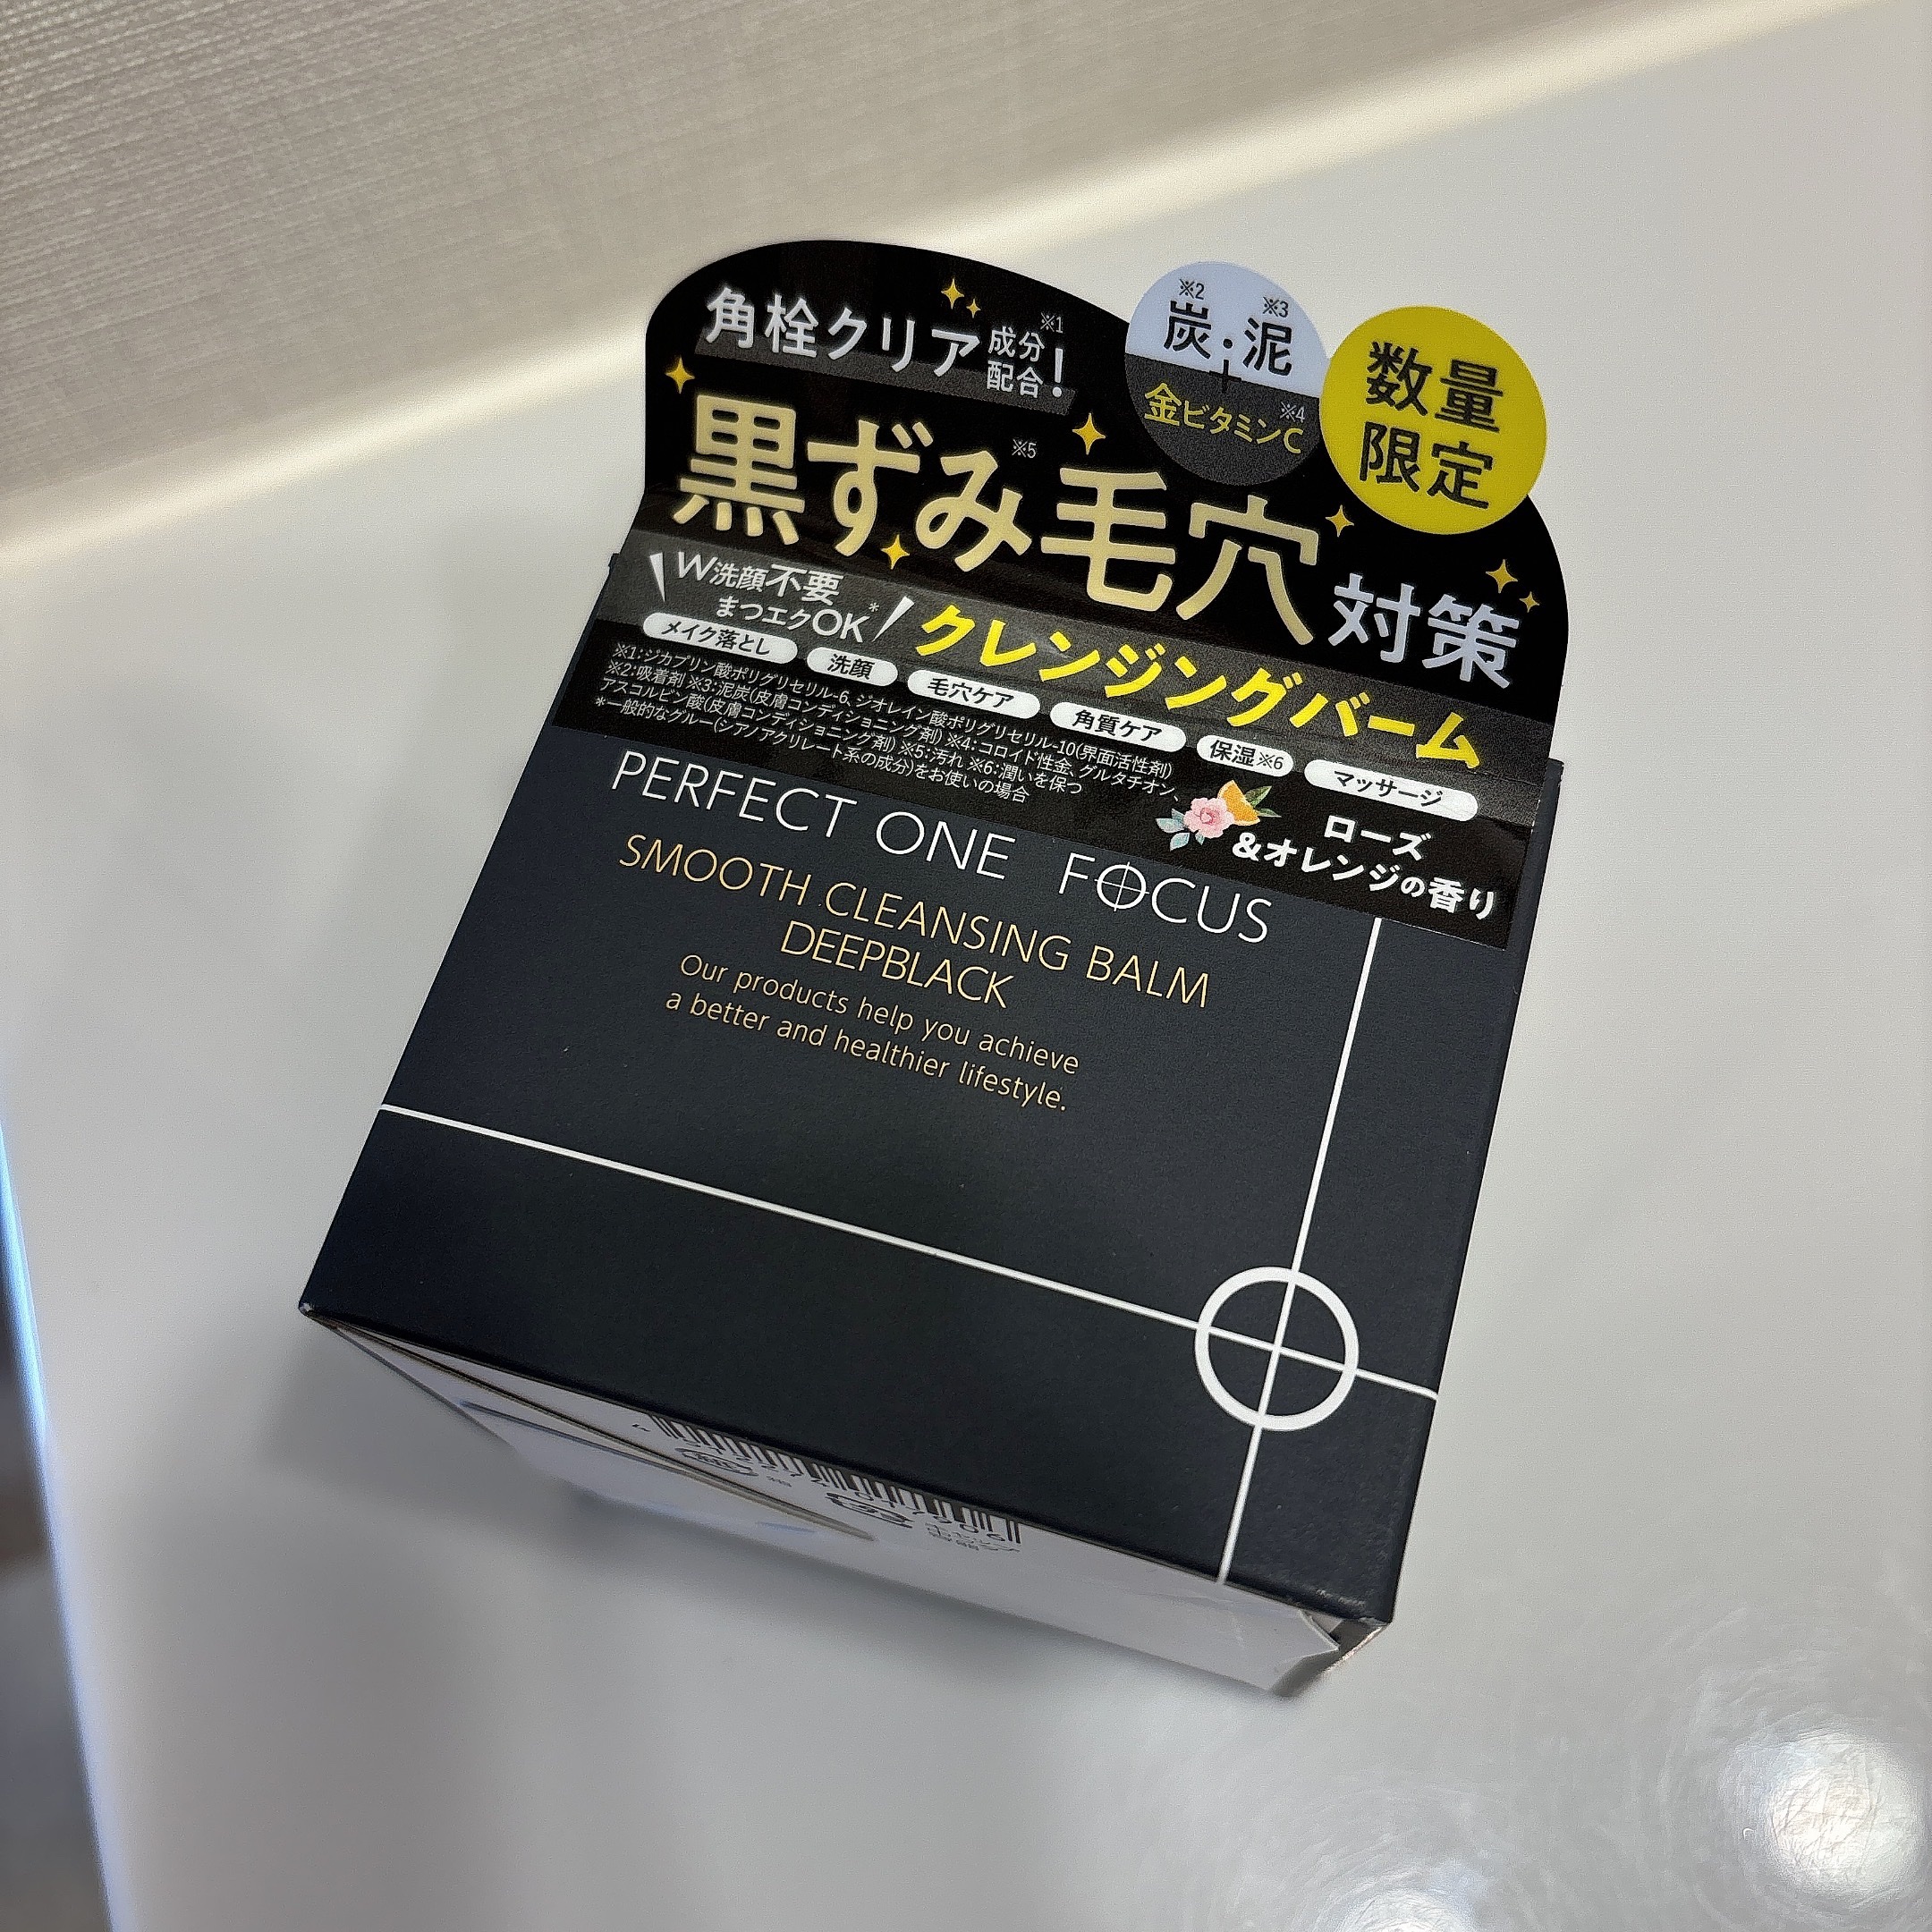 角栓クリア成分配合※1！
※2 ※3
炭・泥
+
金ビタミンC※4
数量
限定
黒ずみ※5毛穴対策
W洗顔不要
まつエクOK*
クレンジングバーム
メイク落とし 洗顔 毛穴ケア 角質ケア 保湿※6 マッサージ
※1:ジカプリン酸ポリグリセリル-6、ジオレイン酸ポリグリセリル-10(界面活性剤)
※2:吸着剤 ※3:泥炭(皮膚コンディショニング剤) ※4:コロイド性金、グルタチオン、
アスコルビン酸(皮膚コンディショニング剤) ※5:汚れ ※6:潤いを保つ
*一般的なグルー(シアノアクリレート系の成分)をお使いの場合
ローズ
&オレンジの香り
PERFECT ONE FOCUS
SMOOTH CLEANSING BALM
DEEPBLACK
Our products help you achieve
a better and healthier lifestyle.